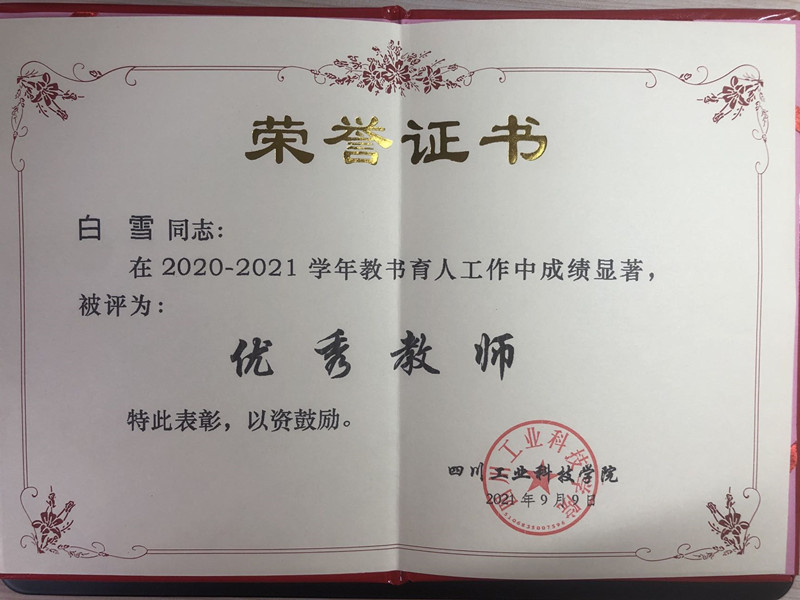 荣誉证书
白 雪 同志：
在 2020-2021 学年教书育人工作中成绩显著，
被评为：
优秀教师
特此表彰，以资鼓励。
四川工业科技学院
2021 年 9 月 9 日
四川工业科技学院